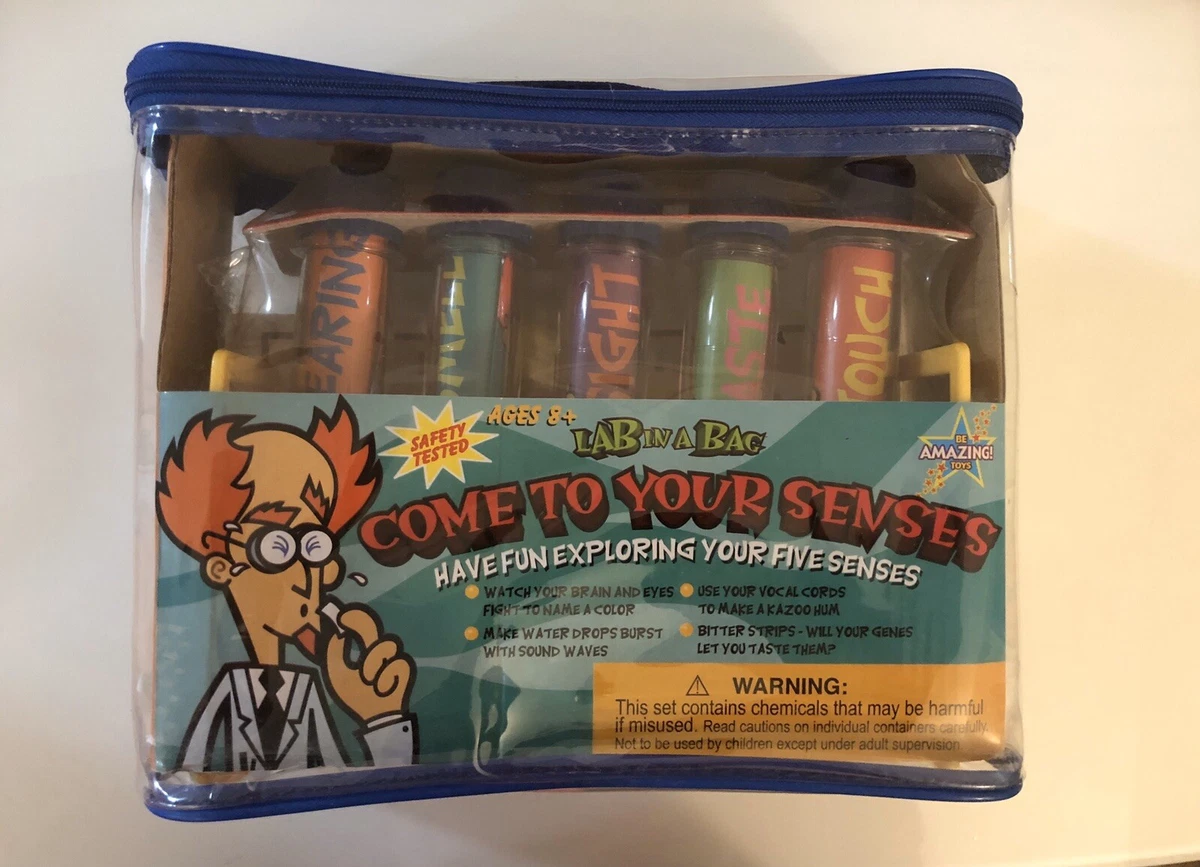 EARING
SMELL
SIGHT
TASTE
TOUCH
SAFETY
TESTED
AGES 8+
LAB IN A BAG
BE
AMAZING!
TOYS
COME TO YOUR SENSES
HAVE FUN EXPLORING YOUR FIVE SENSES
WATCH YOUR BRAIN AND EYES
FIGHT TO NAME A COLOR
MAKE WATER DROPS BURST
WITH SOUND WAVES
USE YOUR VOCAL CORDS
TO MAKE A KAZOO HUM
BITTER STRIPS - WILL YOUR GENES
LET YOU TASTE THEM?
⚠ WARNING:
This set contains chemicals that may be harmful
if misused. Read cautions on individual containers carefully.
Not to be used by children except under adult supervision.